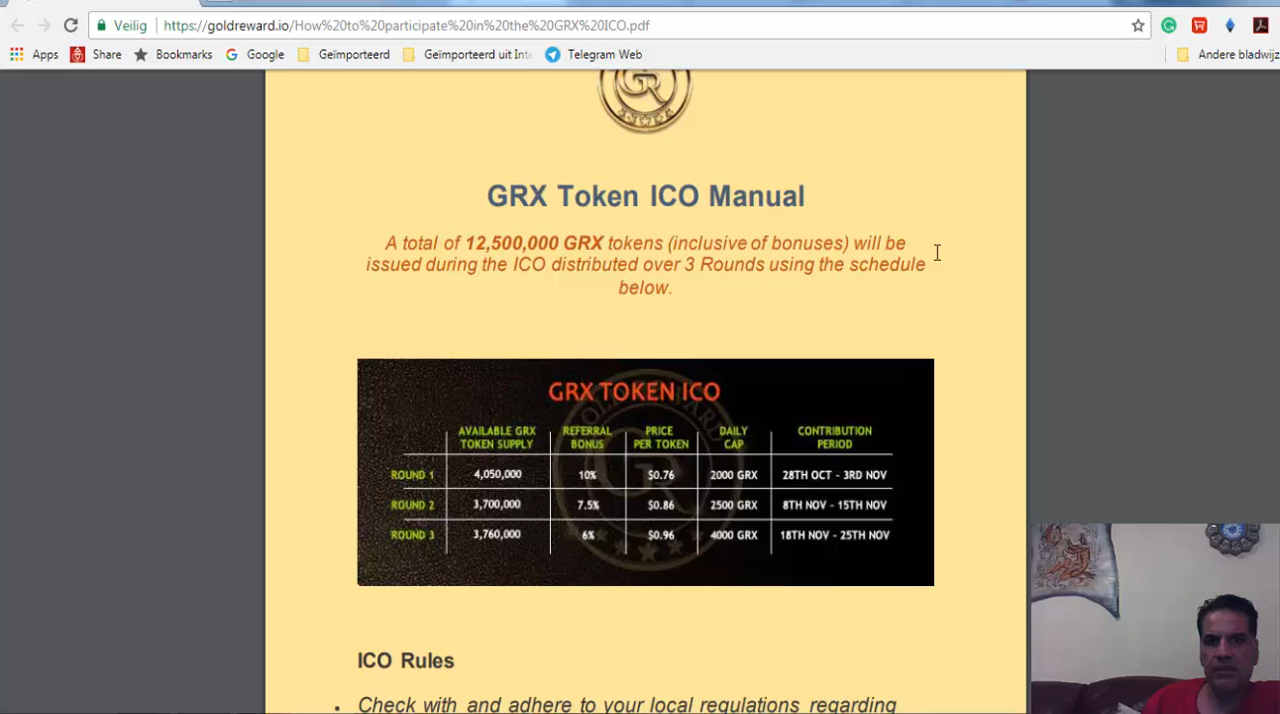 Veilig
https://goldreward.io/How%20to%20participate%20in%20the%20GRX%20ICO.pdf
Apps Share Bookmarks Google Geïmporteerd Geïmporteerd uit Inte Telegram Web Andere bladwijz
GR
GRX Token ICO Manual
A total of 12,500,000 GRX tokens (inclusive of bonuses) will be
issued during the ICO distributed over 3 Rounds using the schedule
below.
GRX TOKEN ICO
AVAILABLE GRX TOKEN SUPPLY REFERRAL BONUS PRICE PER TOKEN DAILY CAP CONTRIBUTION PERIOD
ROUND 1 4,050,000 10% $0.76 2000 GRX 28TH OCT - 3RD NOV
ROUND 2 3,700,000 7.5% $0.86 2500 GRX 8TH NOV - 15TH NOV
ROUND 3 3,760,000 6% $0.96 4000 GRX 18TH NOV - 25TH NOV
ICO Rules
• Check with and adhere to your local regulations regarding